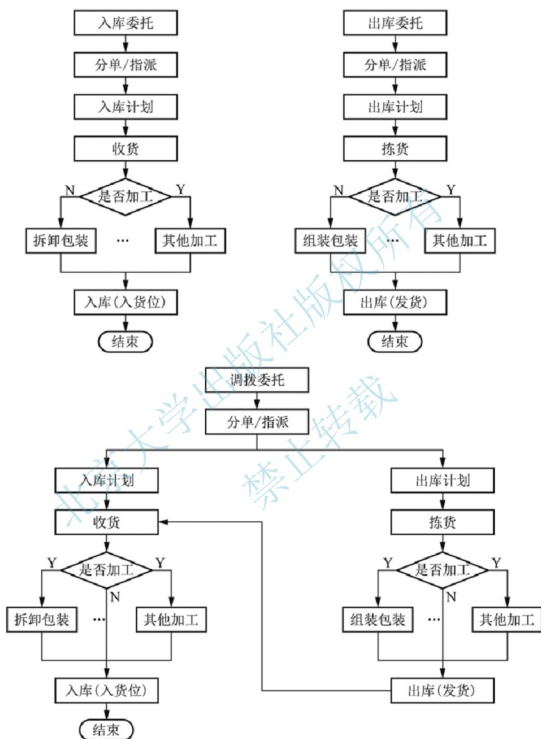 入库委托
分单/指派
入库计划
收货
N
是否加工
Y
拆卸包装
…
其他加工
入库(入货位)
结束
出库委托
分单/指派
出库计划
拣货
N
是否加工
Y
组装包装
…
其他加工
出库(发货)
结束
调拨委托
分单/指派
入库计划
收货
Y
是否加工
Y
N
拆卸包装
…
其他加工
入库(入货位)
结束
出库计划
拣货
Y
是否加工
Y
N
组装包装
…
其他加工
出库(发货)
北京大学出版社版权所有
禁止转载